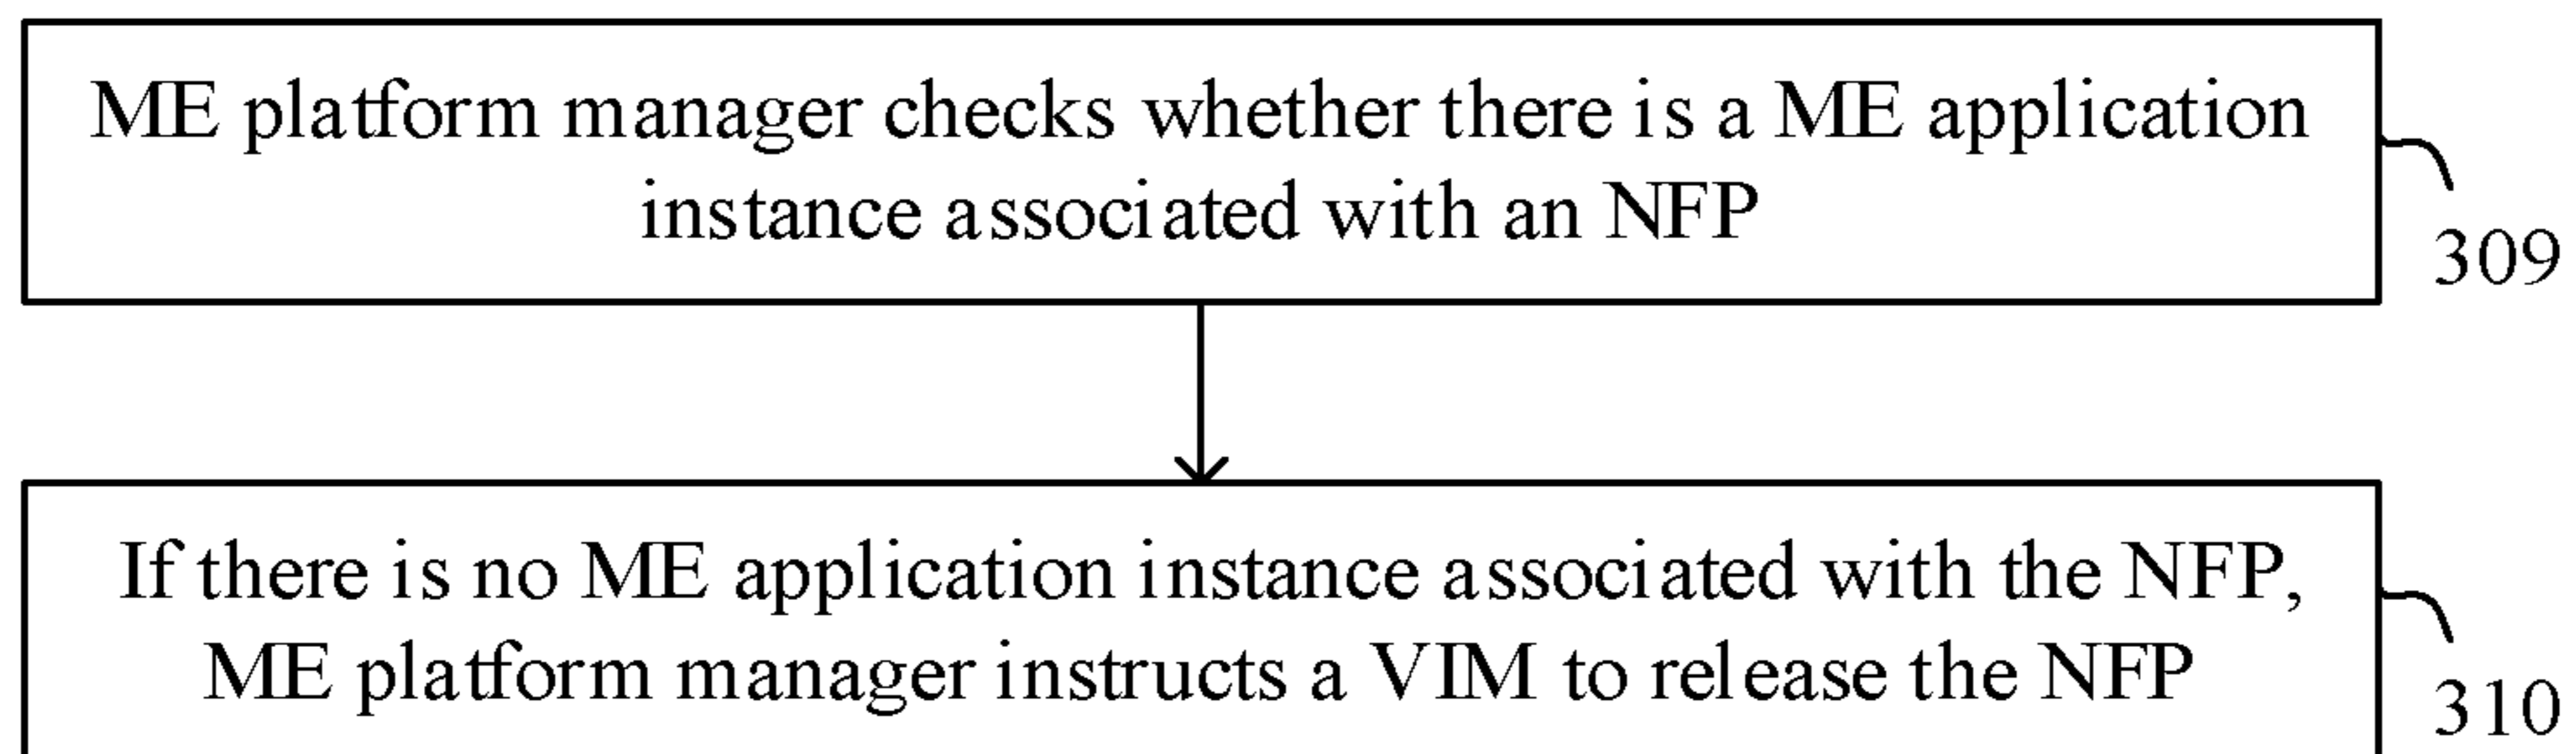 ME platform manager checks whether there is a ME application
instance associated with an NFP
309
If there is no ME application instance associated with the NFP,
ME platform manager instructs a VIM to release the NFP
310